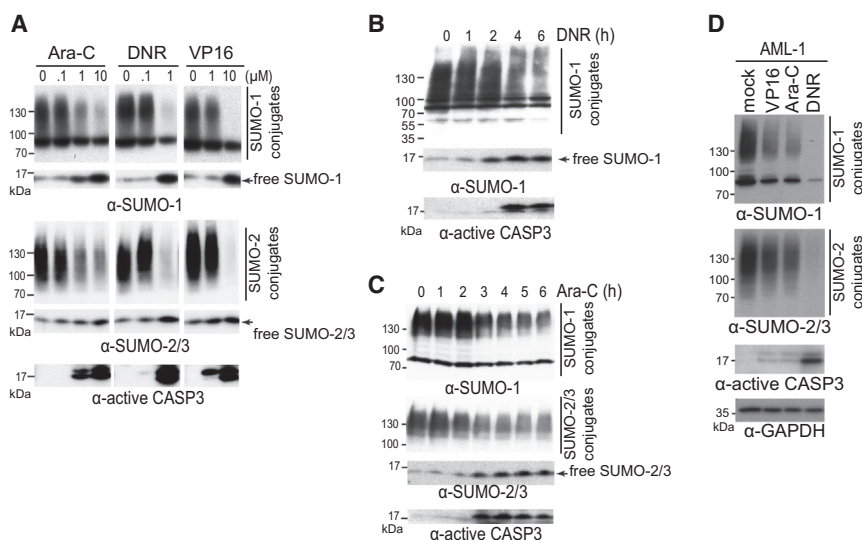 A
Ara-C DNR VP16
0 .1 1 10 0 .1 1 0 1 10 (μM)
130
100
70
SUMO-1
conjugates
17
kDa
free SUMO-1
α-SUMO-1
130
100
70
SUMO-2
conjugates
17
free SUMO-2/3
α-SUMO-2/3
17
kDa
α-active CASP3
B
0 1 2 4 6 DNR (h)
130
100
70
55
35
SUMO-1
conjugates
17
free SUMO-1
α-SUMO-1
17
kDa
α-active CASP3
C
0 1 2 3 4 5 6 Ara-C (h)
130
70
SUMO-1
conjugates
α-SUMO-1
130
100
SUMO-2/3
conjugates
17
free SUMO-2/3
α-SUMO-2/3
17
kDa
α-active CASP3
D
AML-1
mock
VP16
Ara-C
DNR
130
70
SUMO-1
conjugates
α-SUMO-1
130
100
70
SUMO-2
conjugates
α-SUMO-2/3
17
α-active CASP3
35
kDa
α-GAPDH